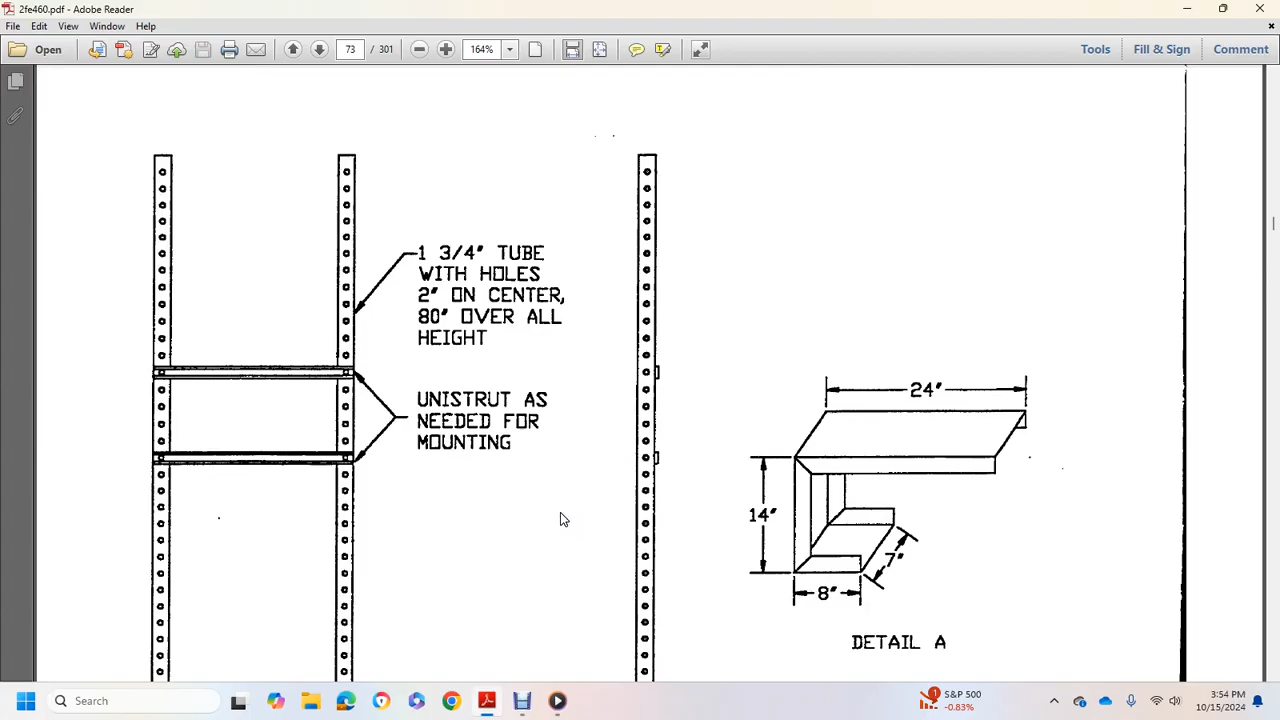 2fe460.pdf - Adobe Reader
File Edit View Window Help
Open 73 / 301 164% Tools Fill & Sign Comment
1 3/4" TUBE
WITH HOLES
2" ON CENTER,
80" OVER ALL
HEIGHT
UNISTRUT AS
NEEDED FOR
MOUNTING
24"
14"
7"
8"
DETAIL A
Search
S&P 500
-0.83%
1
3:54 PM
10/15/2024